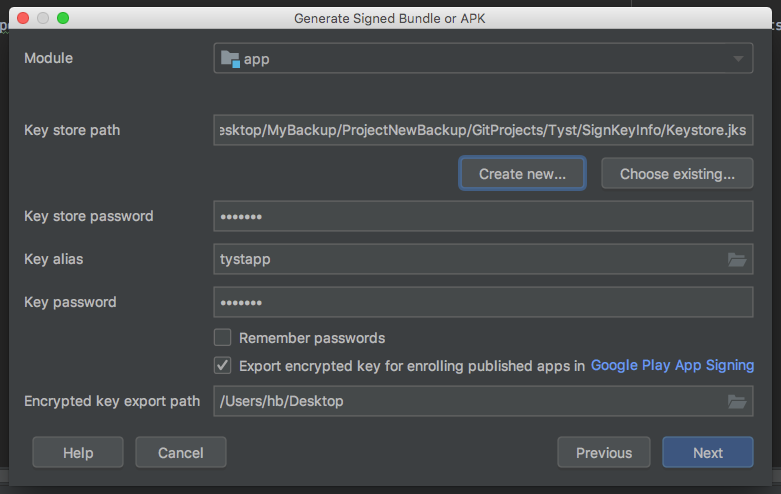 Generate Signed Bundle or APK
Module
app
Key store path
esktop/MyBackup/ProjectNewBackup/GitProjects/Tyst/SignKeyInfo/Keystore.jks
Create new...
Choose existing...
Key store password
•••••••
Key alias
tystapp
Key password
•••••••
Remember passwords
Export encrypted key for enrolling published apps in Google Play App Signing
Encrypted key export path
/Users/hb/Desktop
Help
Cancel
Previous
Next